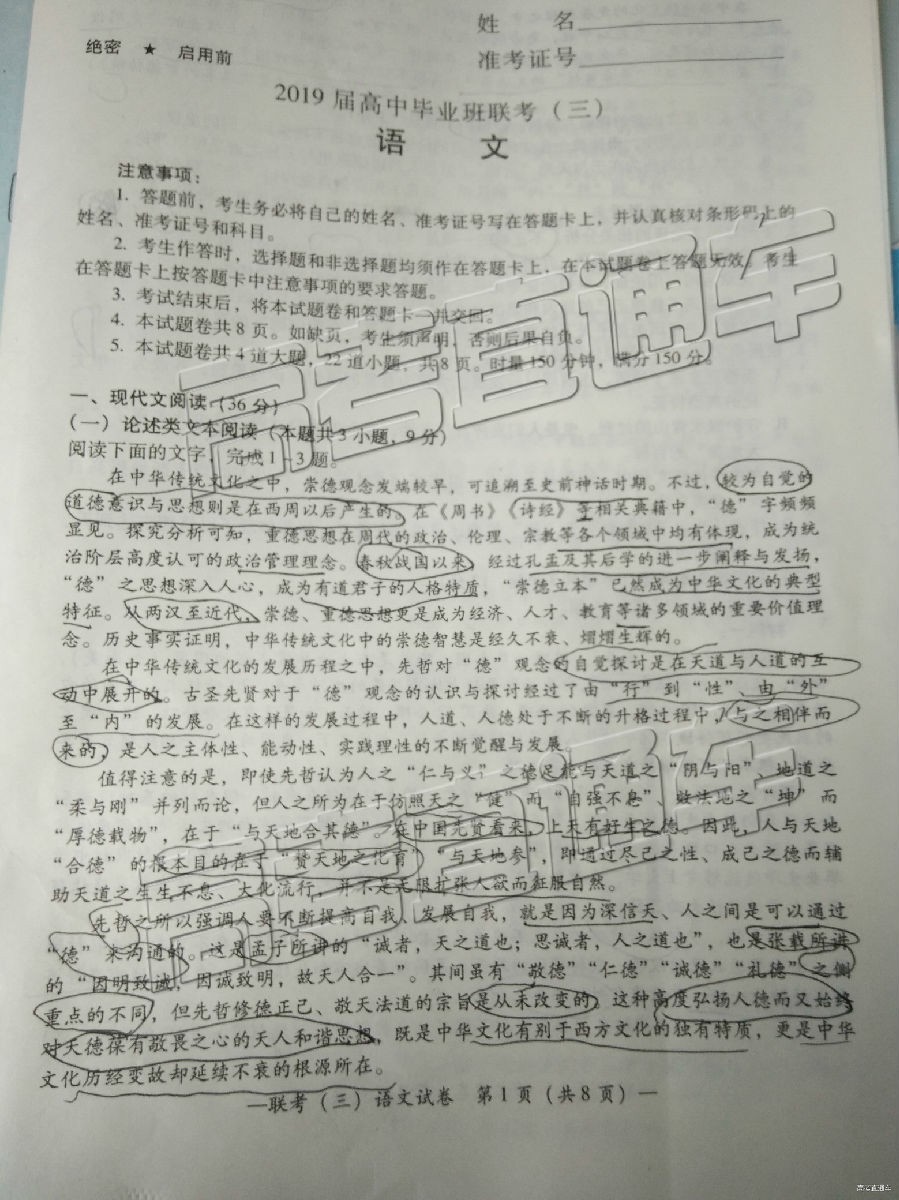 姓 名
准考证号
绝密 ★ 启用前
2019 届高中毕业班联考（三）
语 文
注意事项：
1. 答题前，考生务必将自己的姓名、准考证号写在答题卡上，并认真核对条形码上的
姓名、准考证号和科目。
2. 考生作答时，选择题和非选择题均须作在答题卡上，在本试题卷上答题无效。考生
在答题卡上按答题卡中注意事项的要求答题。
3. 考试结束后，将本试题卷和答题卡一并交回。
4. 本试题卷共 8 页。如缺页，考生须声明，否则后果自负。
5. 本试题卷共 4 道大题，22 道小题，共 8 页。时量 150 分钟，满分 150 分。
高考直通车
一、现代文阅读（36 分）
（一）论述类文本阅读（本题共 3 小题，9 分）
阅读下面的文字，完成 1－3 题。
在中华传统文化之中，崇德观念发端较早，可追溯至史前神话时期。不过，较为自觉的
道德意识与思想则是在西周以后产生的。在《周书》《诗经》等相关典籍中，“德”字频频
显见。探究分析可知，重德思想在周代的政治、伦理、宗教等各个领域中均有体现，成为统
治阶层高度认可的政治管理理念。春秋战国以来，经过孔孟及其后学的进一步阐释与发扬，
“德”之思想深入人心，成为有道君子的人格特质，“崇德立本”已然成为中华文化的典型
特征。从两汉至近代，崇德、重德思想更是成为经济、人才、教育等诸多领域的重要价值理
念。历史事实证明，中华传统文化中的崇德智慧是经久不衰、熠熠生辉的。
在中华传统文化的发展历程之中，先哲对“德”观念的自觉探讨是在天道与人道的互
动中展开的。古圣先贤对于“德”观念的认识与探讨经过了由“行”到“性”、由“外”
至“内”的发展。在这样的发展过程中，人道、人德处于不断的升格过程中，与之相伴而
来的，是人之主体性、能动性、实践理性的不断觉醒与发展。
高考直通车
值得注意的是，即使先哲认为人之“仁与义”之德足能与天道之“阴与阳”、地道之
“柔与刚”并列而论，但人之所为在于仿照天之“健”而“自强不息”、效法地之“坤”而
“厚德载物”，在于“与天地合其德”。在中国先贤看来，上天有好生之德。因此，人与天地
“合德”的根本目的在于“赞天地之化育”“与天地参”，即通过尽己之性、成己之德而辅
助天道之生生不息、大化流行，并不是无限扩张人欲而征服自然。
先哲之所以强调人要不断提高自我、发展自我，就是因为深信天、人之间是可以通过
“德”来沟通的。这是孟子所讲的“诚者，天之道也；思诚者，人之道也”，也是张载所讲
的“因明致诚，因诚致明，故天人合一”。其间虽有“敬德”“仁德”“诚德”“礼德”之侧
重点的不同，但先哲修德正己、敬天法道的宗旨是从未改变的。这种高度弘扬人德而又始终
对天德葆有敬畏之心的天人和谐思想，既是中华文化有别于西方文化的独有特质，更是中华
文化历经变故却延续不衰的根源所在。
—联考（三）语文试卷 第 1 页（共 8 页）—
高考直通车